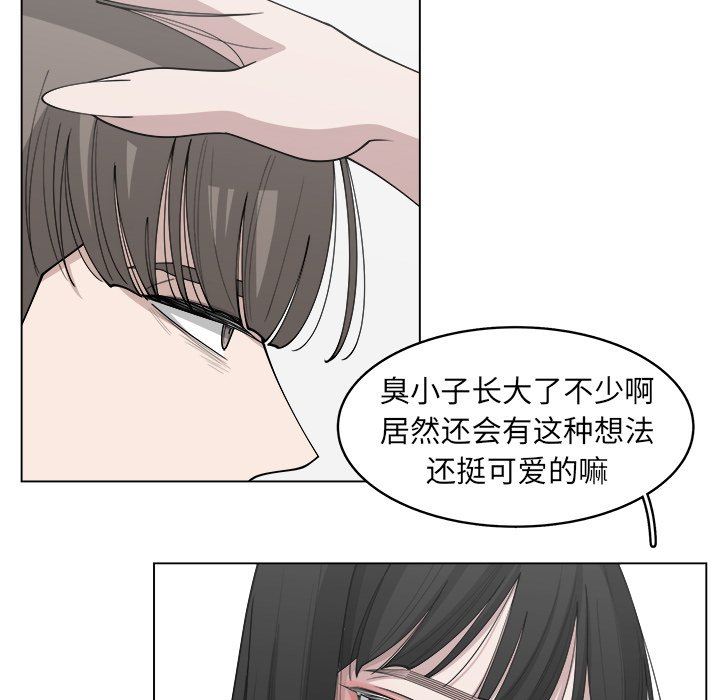 臭小子长大了不少啊
居然还会有这种想法
还挺可爱的嘛